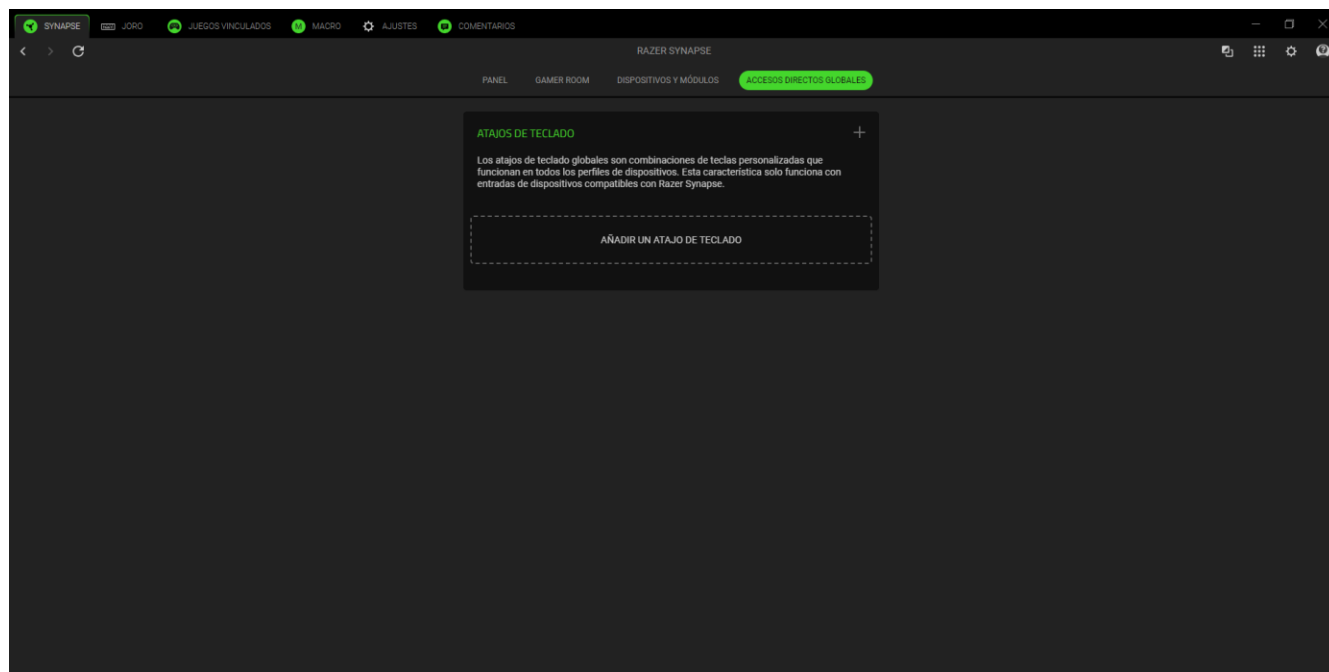 SYNAPSE JORO JUEGOS VINCULADOS M MACRO AJUSTES COMENTARIOS
RAZER SYNAPSE
PANEL GAMER ROOM DISPOSITIVOS Y MÓDULOS ACCESOS DIRECTOS GLOBALES
ATAJOS DE TECLADO
Los atajos de teclado globales son combinaciones de teclas personalizadas que
funcionan en todos los perfiles de dispositivos. Esta característica solo funciona con
entradas de dispositivos compatibles con Razer Synapse.
AÑADIR UN ATAJO DE TECLADO